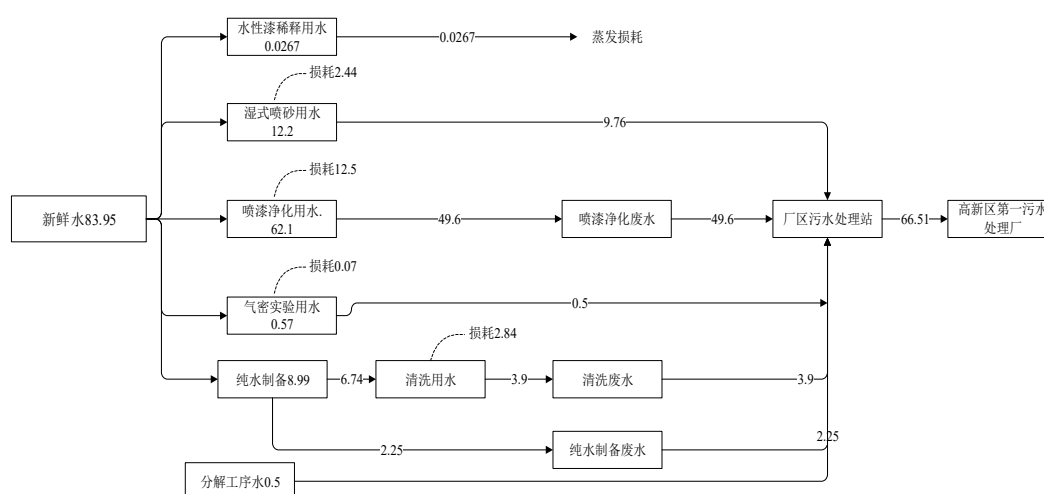 水性漆稀释用水
0.0267
0.0267
蒸发损耗
损耗2.44
湿式喷砂用水
12.2
9.76
损耗12.5
新鲜水83.95
喷漆净化用水.
62.1
49.6
喷漆净化废水
49.6
厂区污水处理站
66.51
高新区第一污水
处理厂
损耗0.07
气密实验用水
0.57
0.5
损耗2.84
纯水制备8.99
6.74
清洗用水
3.9
清洗废水
3.9
2.25
纯水制备废水
2.25
分解工序水0.5